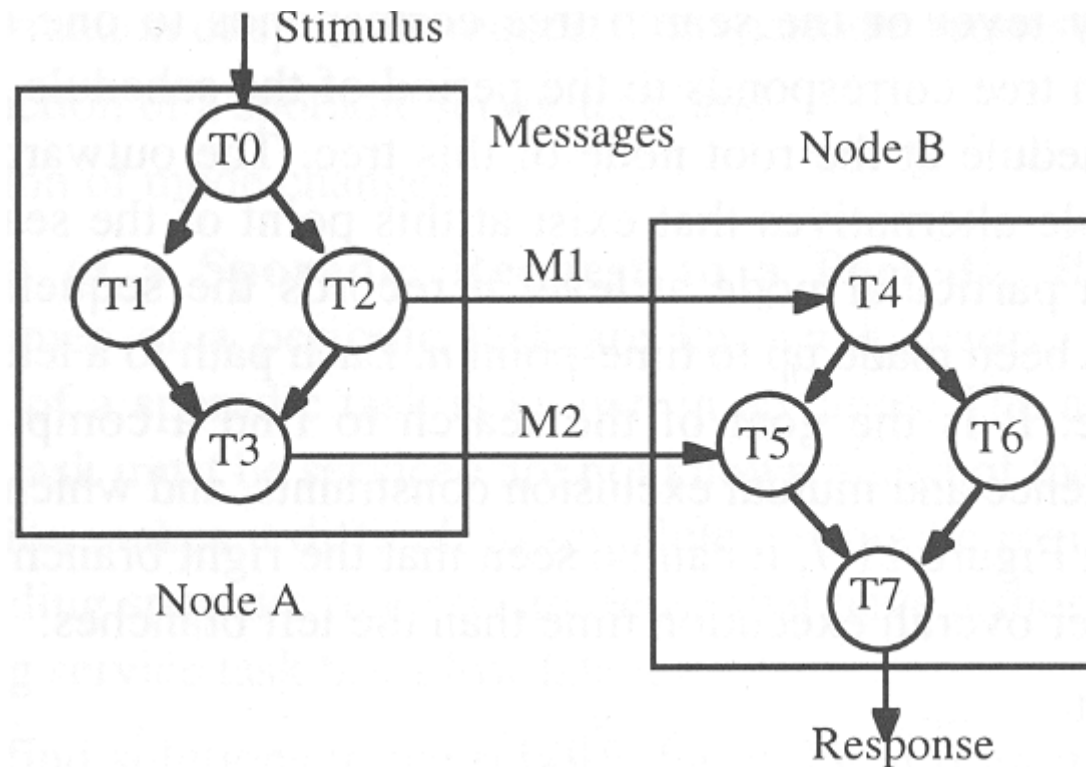 Stimulus
T0
Messages
Node B
T1
T2
M1
T4
T3
M2
T5
T6
Node A
T7
Response